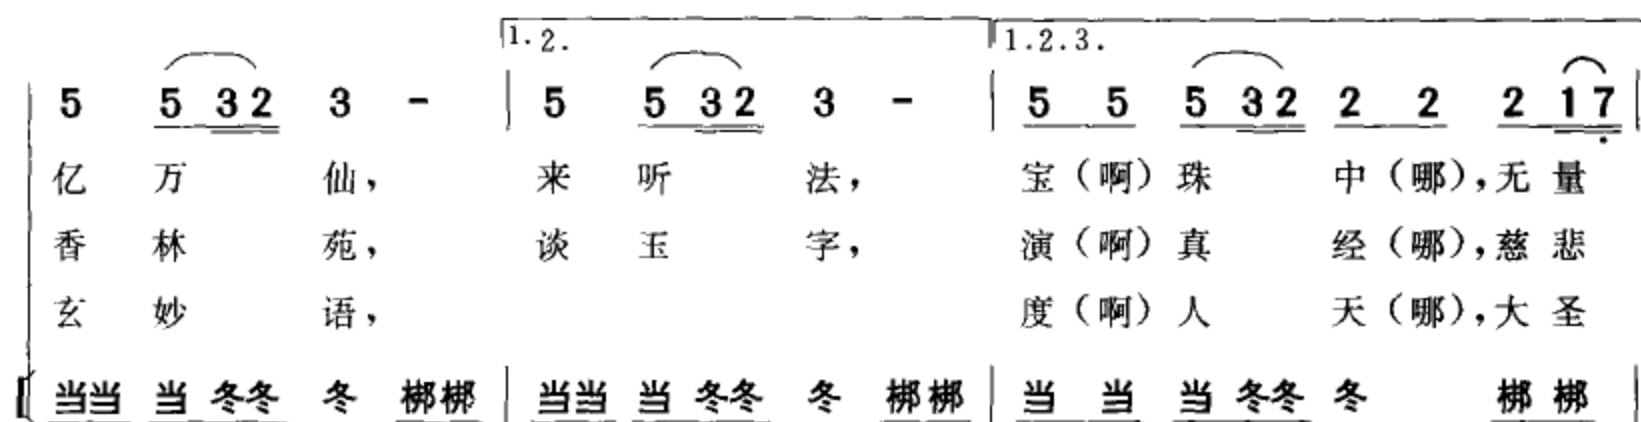 1.2. 1.2.3.
5 5 32 3 - 5 5 32 3 - 5 5 5 32 2 2 2 17
亿 万 仙， 来 听 法， 宝（啊）珠 中（哪），无 量
香 林 苑， 谈 玉 字， 演（啊）真 经（哪），慈 悲
玄 妙 语， 度（啊）人 天（哪），大 圣
当当 当 冬冬 冬 梆梆 当当 当 冬冬 冬 梆梆 当 当 当 冬冬 冬 梆 梆